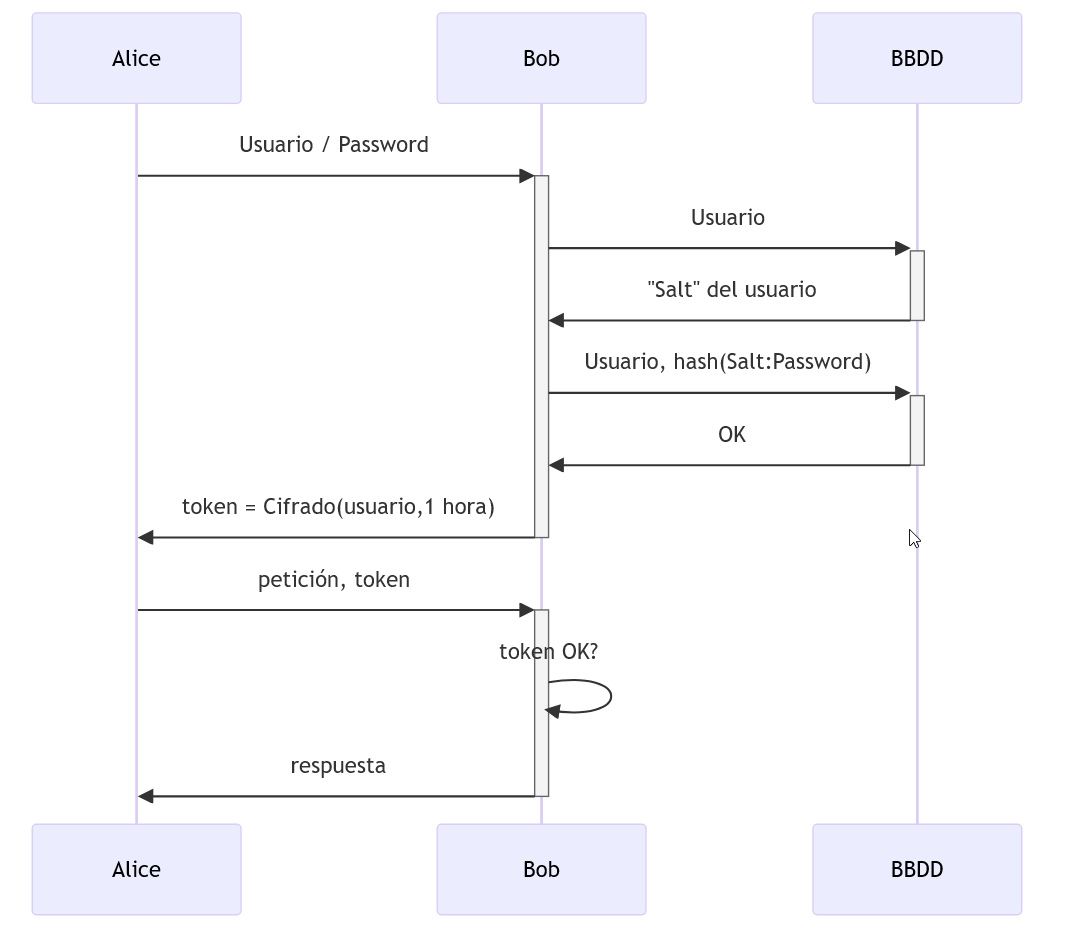 Alice
Bob
BBDD
Usuario / Password
Usuario
"Salt" del usuario
Usuario, hash(Salt:Password)
OK
token = Cifrado(usuario,1 hora)
petición, token
token OK?
respuesta
Alice
Bob
BBDD